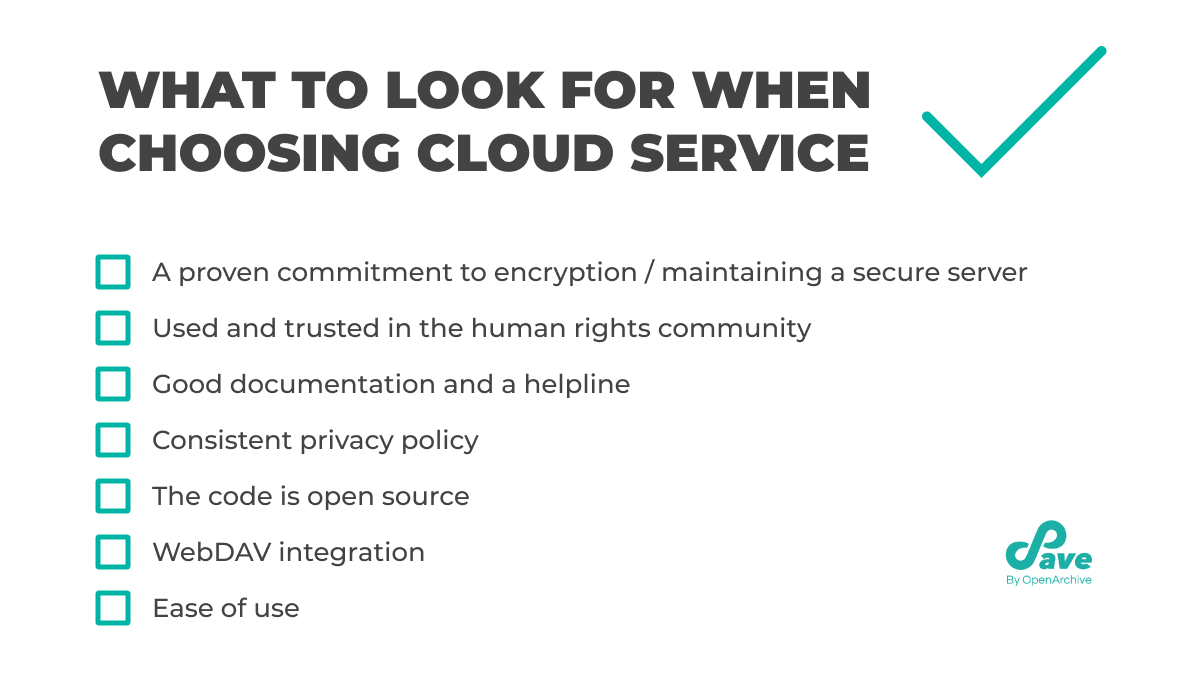 WHAT TO LOOK FOR WHEN
CHOOSING CLOUD SERVICE
A proven commitment to encryption / maintaining a secure server
Used and trusted in the human rights community
Good documentation and a helpline
Consistent privacy policy
The code is open source
WebDAV integration
Ease of use
Save
By OpenArchive